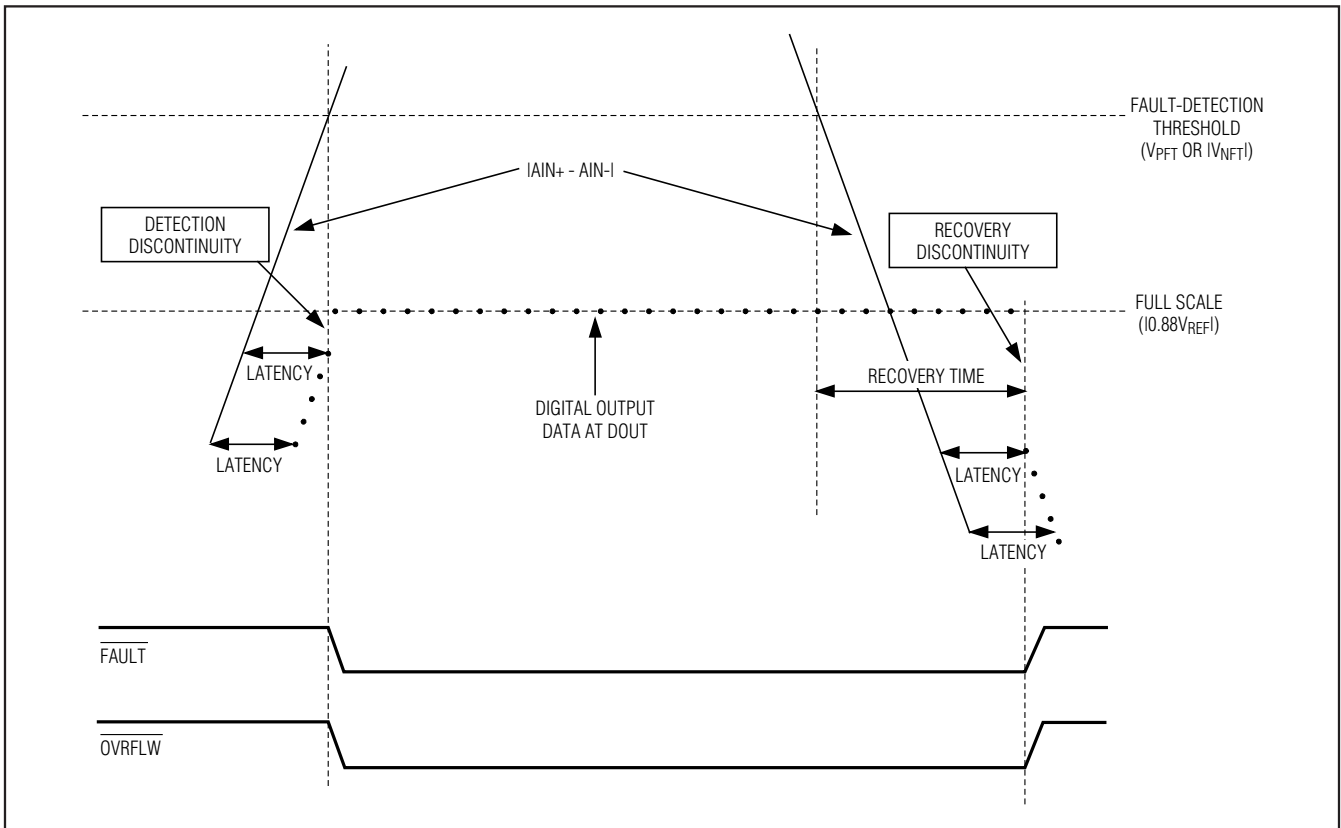 FAULT-DETECTION
THRESHOLD
(VPFT OR |VNFT|)
|AIN+ - AIN-|
DETECTION
DISCONTINUITY
RECOVERY
DISCONTINUITY
FULL SCALE
(|0.88VREF|)
LATENCY
RECOVERY TIME
DIGITAL OUTPUT
DATA AT DOUT
LATENCY
LATENCY
LATENCY
FAULT
OVRFLW